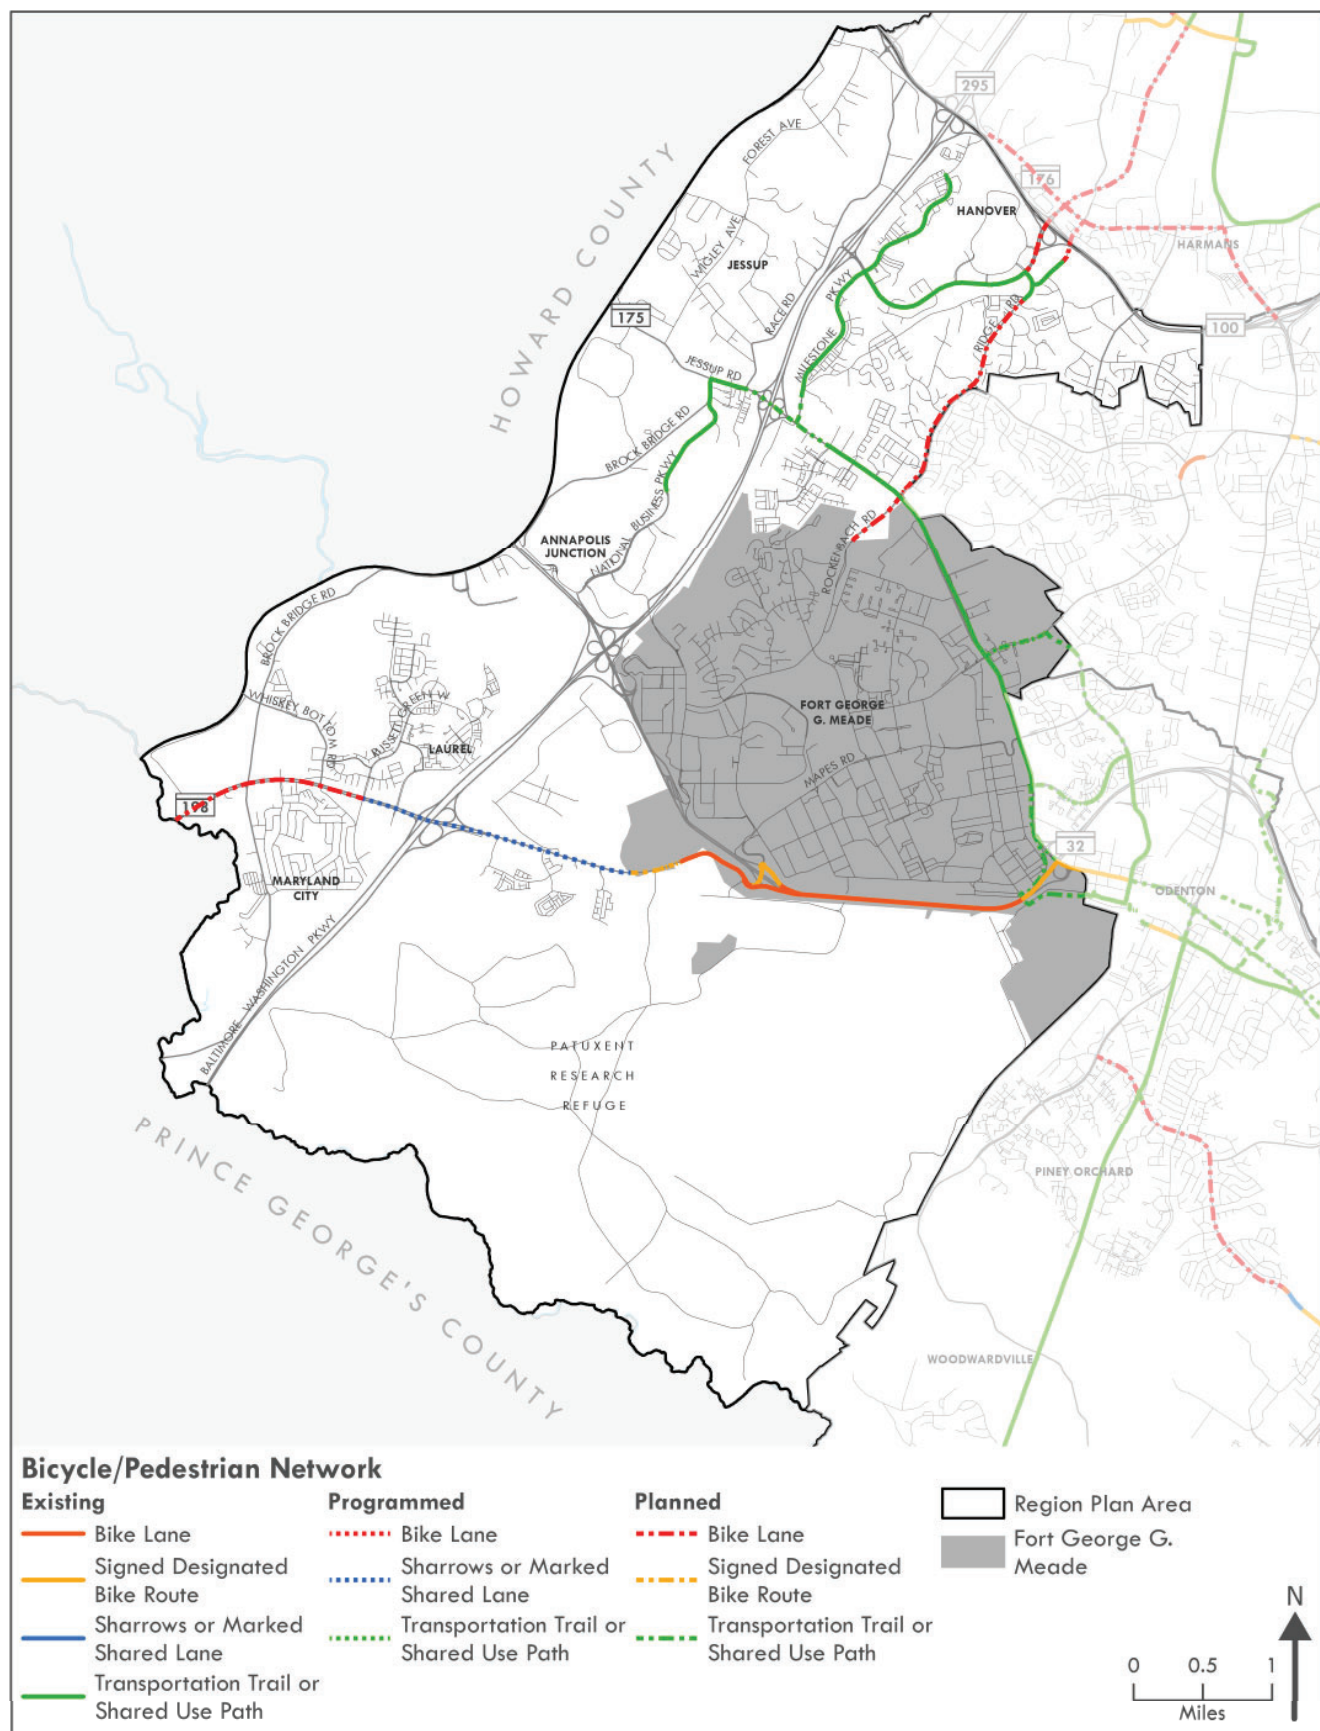 295
FOREST AVE
176
HANOVER
HARMANS
WIGLEY AVE
JESSUP
HOWARD COUNTY
175
RACE RD
MILESTONE PKWY
RIDGE RD
100
JESSUP RD
BROCK BRIDGE RD
NATIONAL BUSINESS PKWY
ROCKENBACH RD
ANNAPOLIS
JUNCTION
BROCK BRIDGE RD
WHISKEY BOTTOM RD
RUSSETT GREEN W
LAUREL
FORT GEORGE
G. MEADE
MAPES RD
198
32
MARYLAND
CITY
ODENTON
BALTIMORE WASHINGTON PKWY
PATUXENT
RESEARCH
REFUGE
PRINCE GEORGE'S COUNTY
PINEY ORCHARD
WOODWARDVILLE
Bicycle/Pedestrian Network
Existing
Bike Lane
Signed Designated
Bike Route
Sharrows or Marked
Shared Lane
Transportation Trail or
Shared Use Path
Programmed
Bike Lane
Sharrows or Marked
Shared Lane
Transportation Trail or
Shared Use Path
Planned
Bike Lane
Signed Designated
Bike Route
Transportation Trail or
Shared Use Path
Region Plan Area
Fort George G.
Meade
N
0 0.5 1
Miles